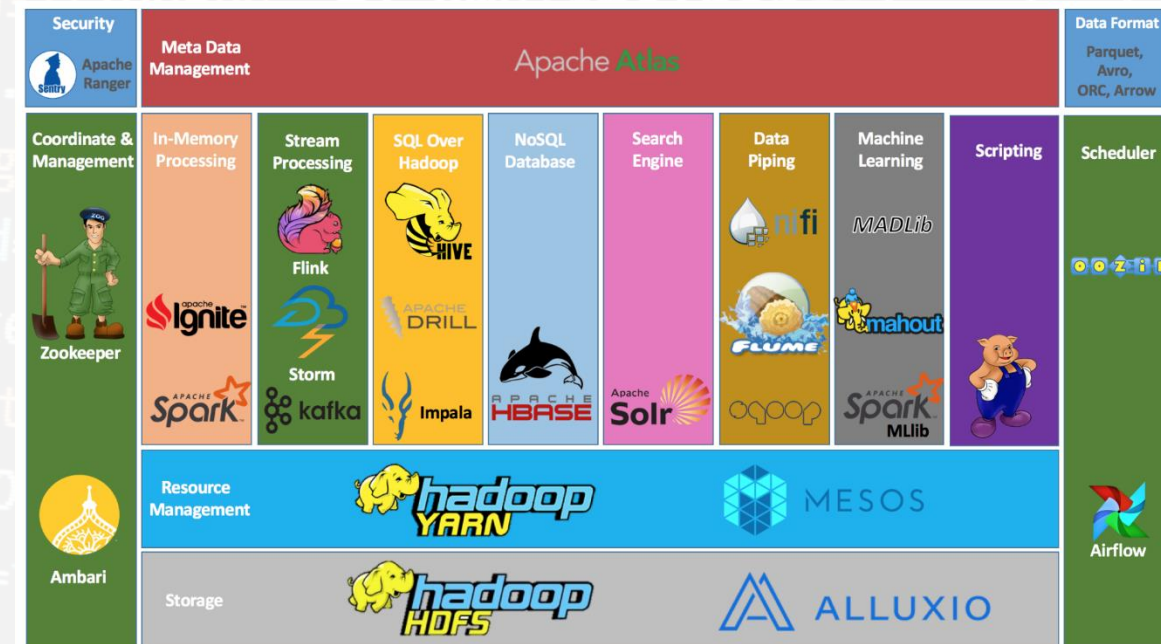 Security
Sentry
Apache
Ranger
Meta Data
Management
Apache Atlas
Data Format
Parquet,
Avro,
ORC, Arrow
Coordinate &
Management
ZOO
Zookeeper
Ambari
In-Memory
Processing
apache
Ignite
APACHE
Spark
Stream
Processing
Flink
Storm
kafka
SQL Over
Hadoop
HIVE
APACHE
DRILL
Impala
NoSQL
Database
APACHE
HBASE
Search
Engine
Apache
Solr
Data
Piping
nifi
FLUME
sqoop
Machine
Learning
MADLib
mahout
APACHE
Spark
MLlib
Scripting
Scheduler
OOZI
Airflow
Resource
Management
hadoop
YARN
MESOS
Storage
hadoop
HDFS
ALLUXIO